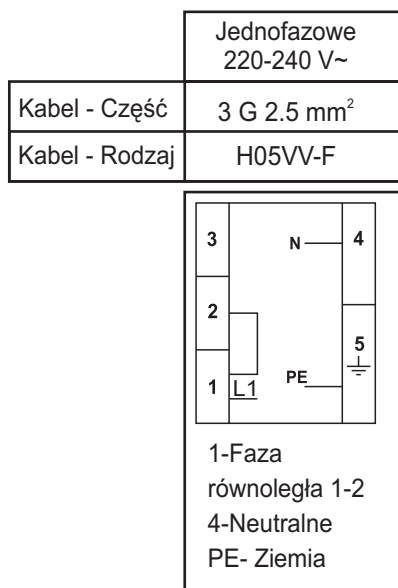 Jednofazowe
220-240 V~
Kabel - Część 3 G 2.5 mm²
Kabel - Rodzaj H05VV-F
3 N 4
2
5
1 L1 PE
1-Faza
równoległa 1-2
4-Neutralne
PE- Ziemia